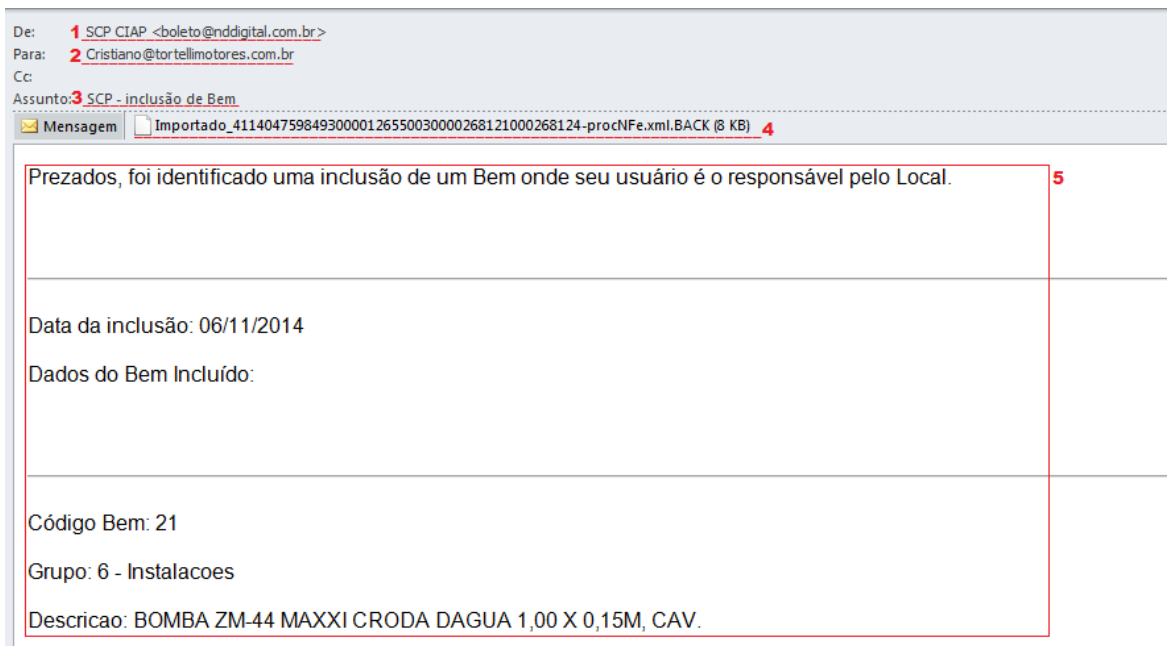 De: 1 SCP CIAP <boleto@nddigital.com.br>
Para: 2 Cristiano@tortellimotores.com.br
Cc:
Assunto: 3 SCP - inclusão de Bem
Mensagem Importado_41140475984930000126550030000268121000268124-procNFe.xml.BACK (8 KB) 4
Prezados, foi identificado uma inclusão de um Bem onde seu usuário é o responsável pelo Local. 5
Data da inclusão: 06/11/2014
Dados do Bem Incluído:
Código Bem: 21
Grupo: 6 - Instalacoes
Descricao: BOMBA ZM-44 MAXXI CRODA DAGUA 1,00 X 0,15M, CAV.